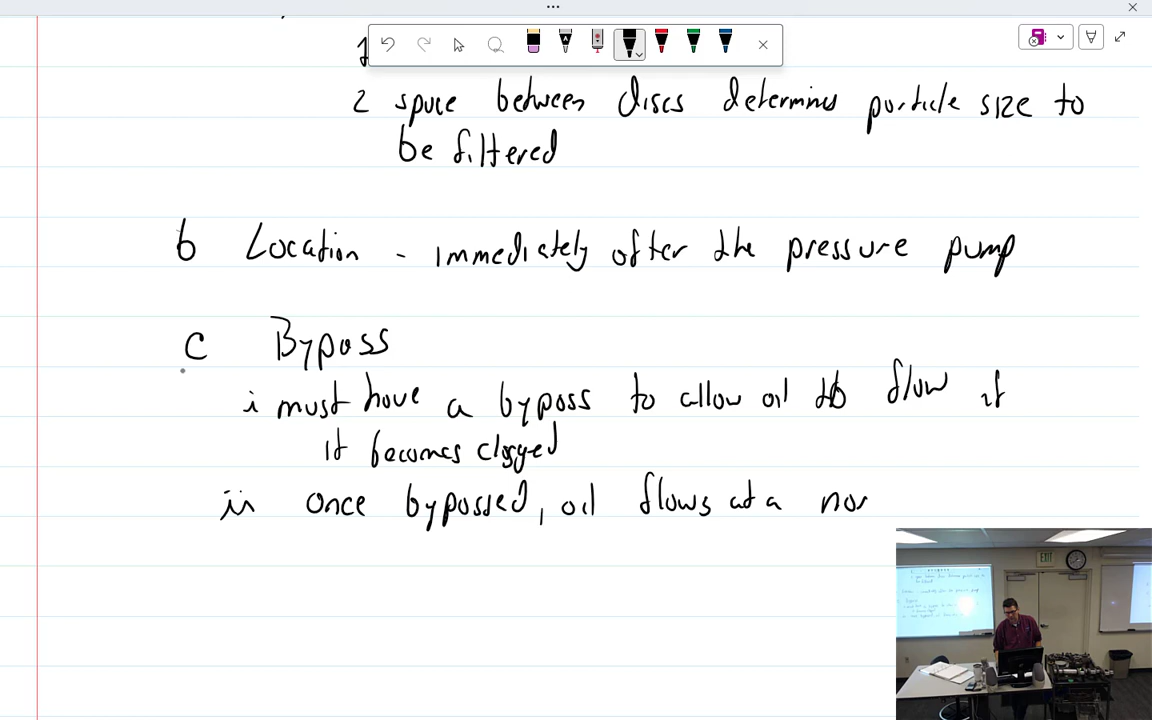 2 space between discs determines particle size to
be filtered
b Location - immediately after the pressure pump
c Bypass
i must have a bypass to allow oil to flow if
it becomes clogged
ii once bypassed, oil flows at a nor
EXIT